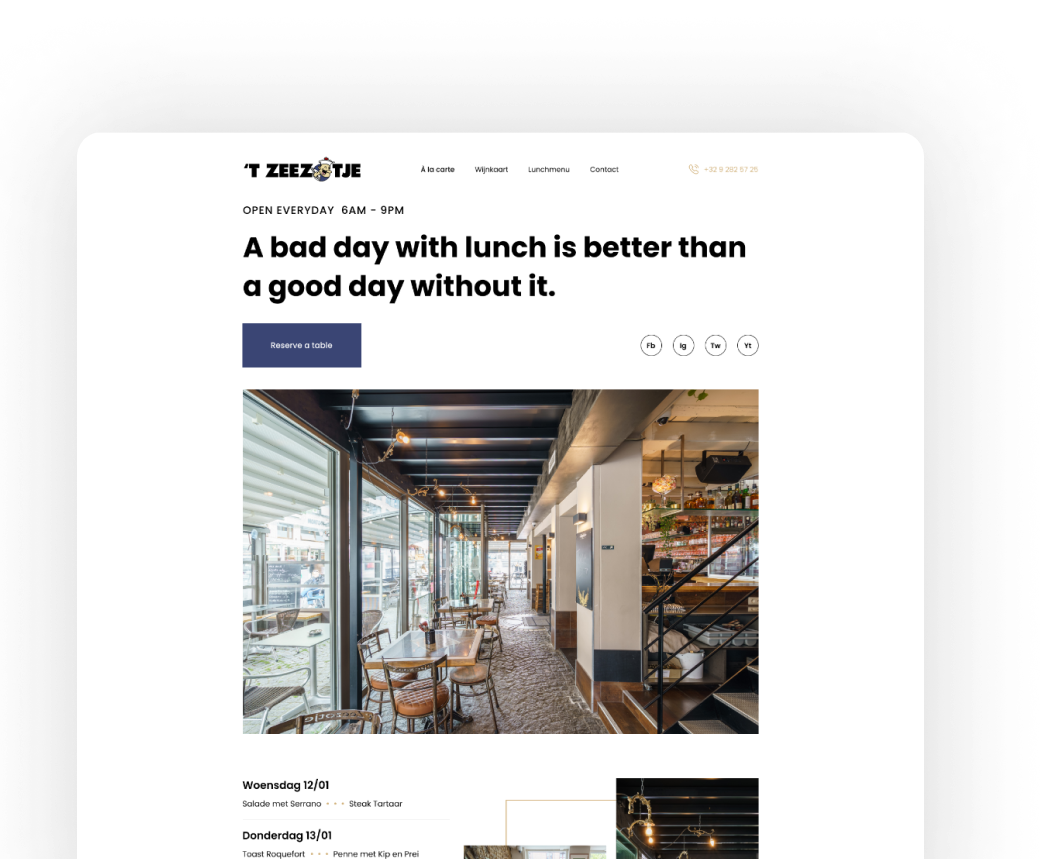 'T ZEEZOTJE
À la carte Wijnkaart Lunchmenu Contact
+32 9 292 57 25
OPEN EVERYDAY 6AM - 9PM
A bad day with lunch is better than
a good day without it.
Reserve a table
Fb Ig Tw Yt
Woensdag 12/01
Salade met Serrano • • • Steak Tartaar
Donderdag 13/01
Toast Roquefort • • • Penne met Kip en Prei